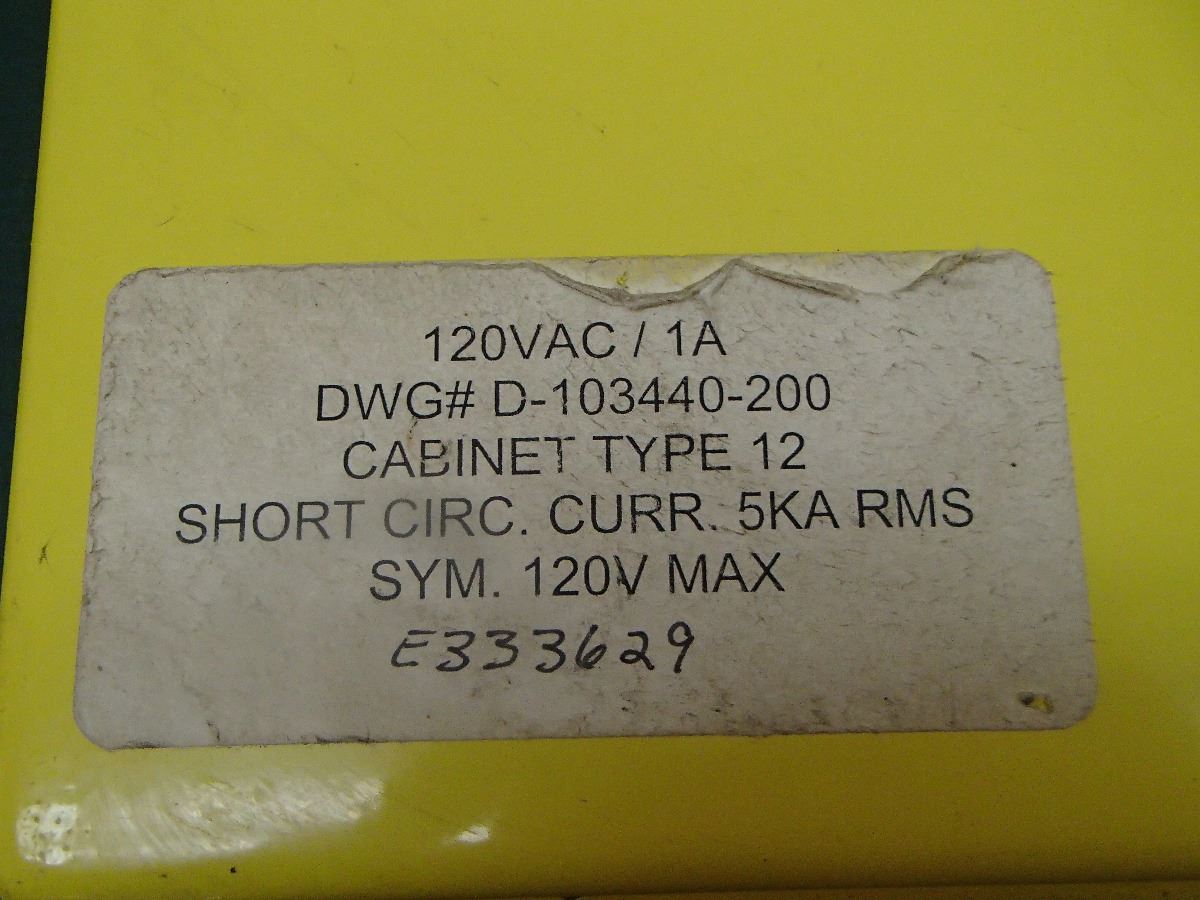 120VAC / 1A
DWG# D-103440-200
CABINET TYPE 12
SHORT CIRC. CURR. 5KA RMS
SYM. 120V MAX
E333629